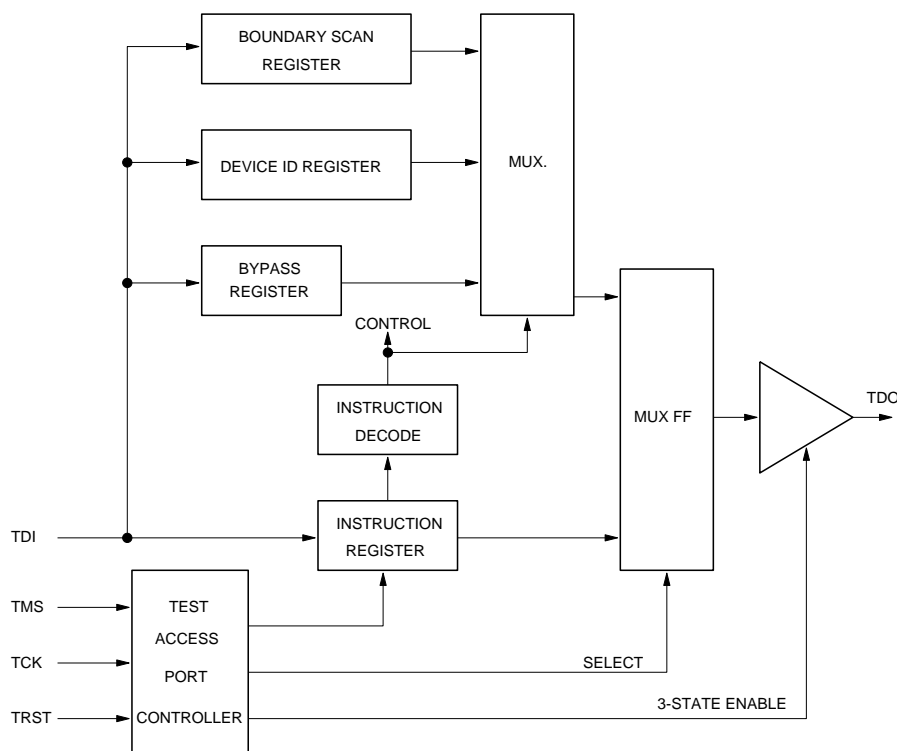 BOUNDARY SCAN
REGISTER
DEVICE ID REGISTER
MUX.
BYPASS
REGISTER
CONTROL
INSTRUCTION
DECODE
MUX FF
TDO
TDI
INSTRUCTION
REGISTER
TMS
TCK
TRST
TEST
ACCESS
PORT
CONTROLLER
SELECT
3-STATE ENABLE